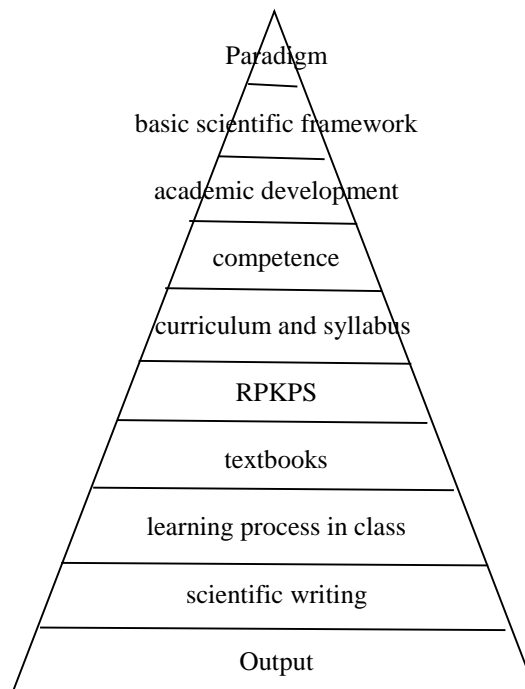 Paradigm
basic scientific framework
academic development
competence
curriculum and syllabus
RPKPS
textbooks
learning process in class
scientific writing
Output